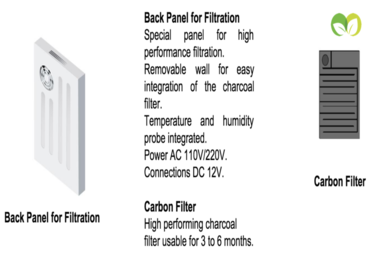 Back Panel for Filtration
Special panel for high
performance filtration.
Removable wall for easy
integration of the charcoal
filter.
Temperature and humidity
probe integrated.
Power AC 110V/220V.
Connections DC 12V.
Carbon Filter
High performing charcoal
filter usable for 3 to 6 months.
Back Panel for Filtration
Carbon Filter